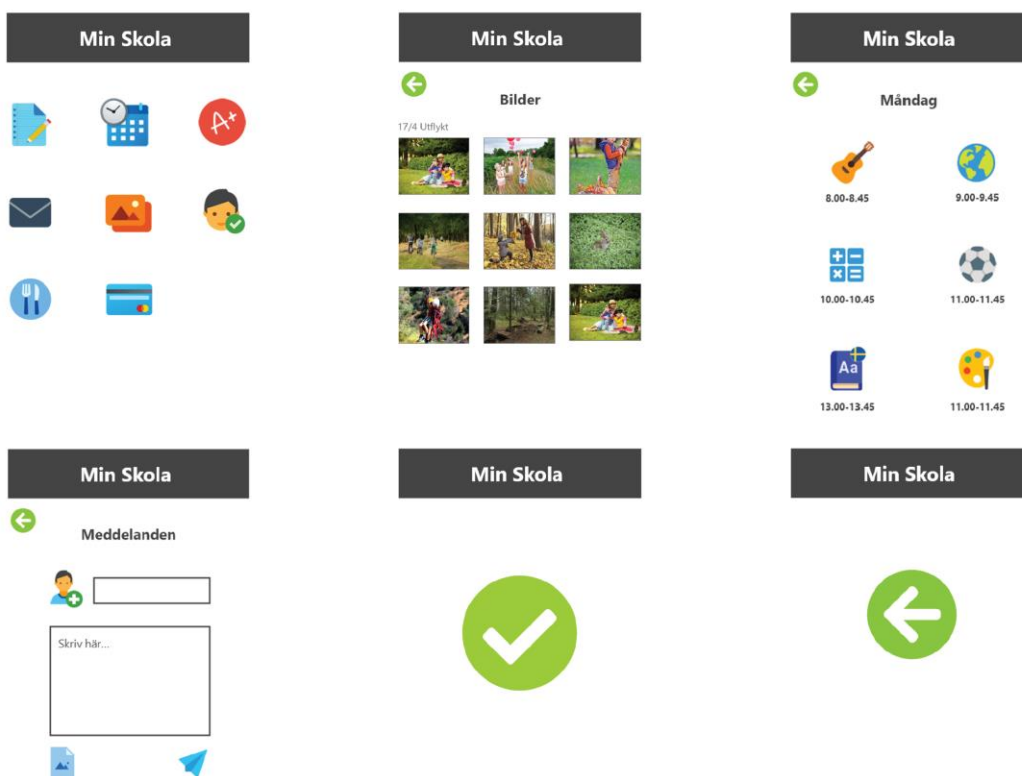 Min Skola
A+
Min Skola
Bilder
17/4 Utflykt
Min Skola
Måndag
8.00-8.45
9.00-9.45
10.00-10.45
11.00-11.45
Aa
13.00-13.45
11.00-11.45
Min Skola
Meddelanden
Skriv här...
Min Skola
Min Skola